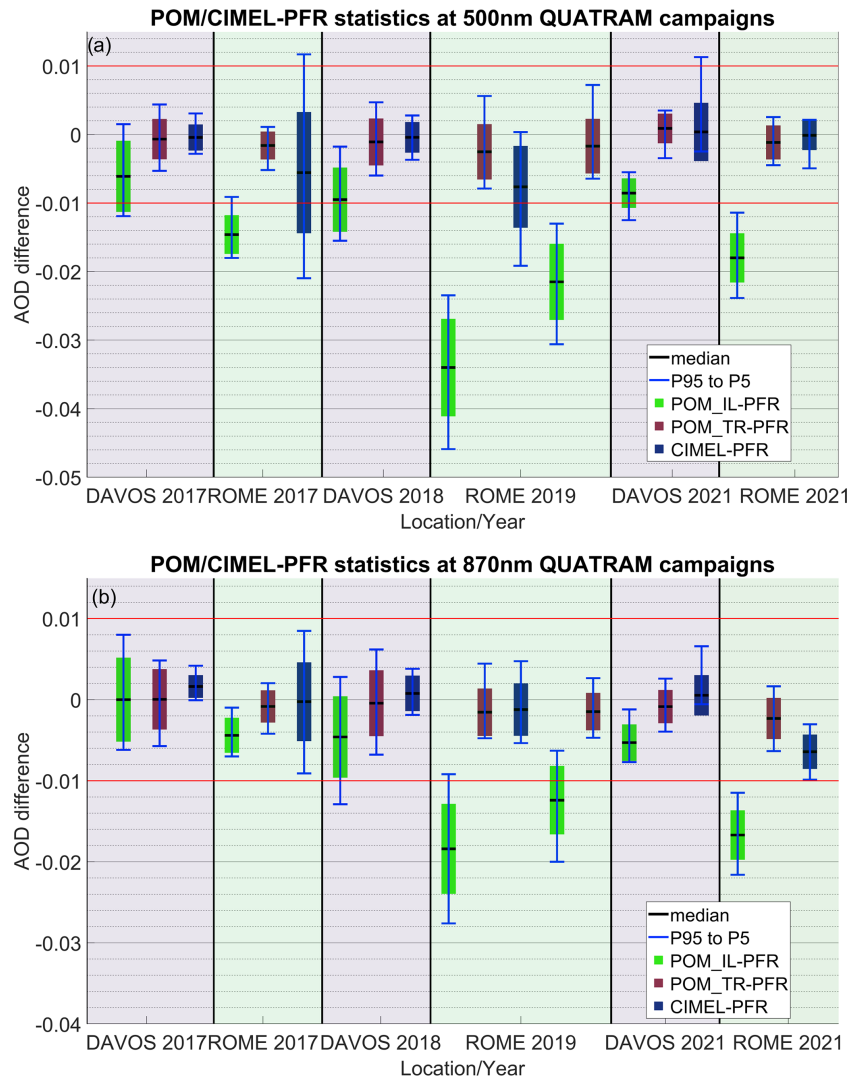 POM/CIMEL-PFR statistics at 500nm QUATRAM campaigns
(a)
0.01
0
-0.01
-0.02
-0.03
-0.04
-0.05
AOD difference
median
P95 to P5
POM_IL-PFR
POM_TR-PFR
CIMEL-PFR
DAVOS 2017 ROME 2017 DAVOS 2018 ROME 2019 DAVOS 2021 ROME 2021
Location/Year
POM/CIMEL-PFR statistics at 870nm QUATRAM campaigns
(b)
0.01
0
-0.01
-0.02
-0.03
-0.04
AOD difference
median
P95 to P5
POM_IL-PFR
POM_TR-PFR
CIMEL-PFR
DAVOS 2017 ROME 2017 DAVOS 2018 ROME 2019 DAVOS 2021 ROME 2021
Location/Year